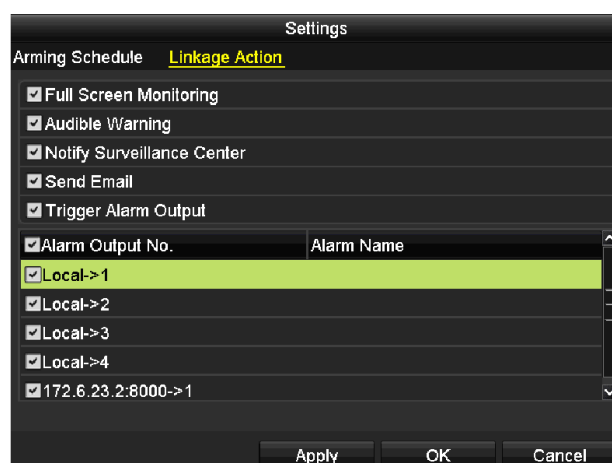 Settings
Arming Schedule Linkage Action
Full Screen Monitoring
Audible Warning
Notify Surveillance Center
Send Email
Trigger Alarm Output
Alarm Output No. Alarm Name
Local->1
Local->2
Local->3
Local->4
172.6.23.2:8000->1
Apply OK Cancel